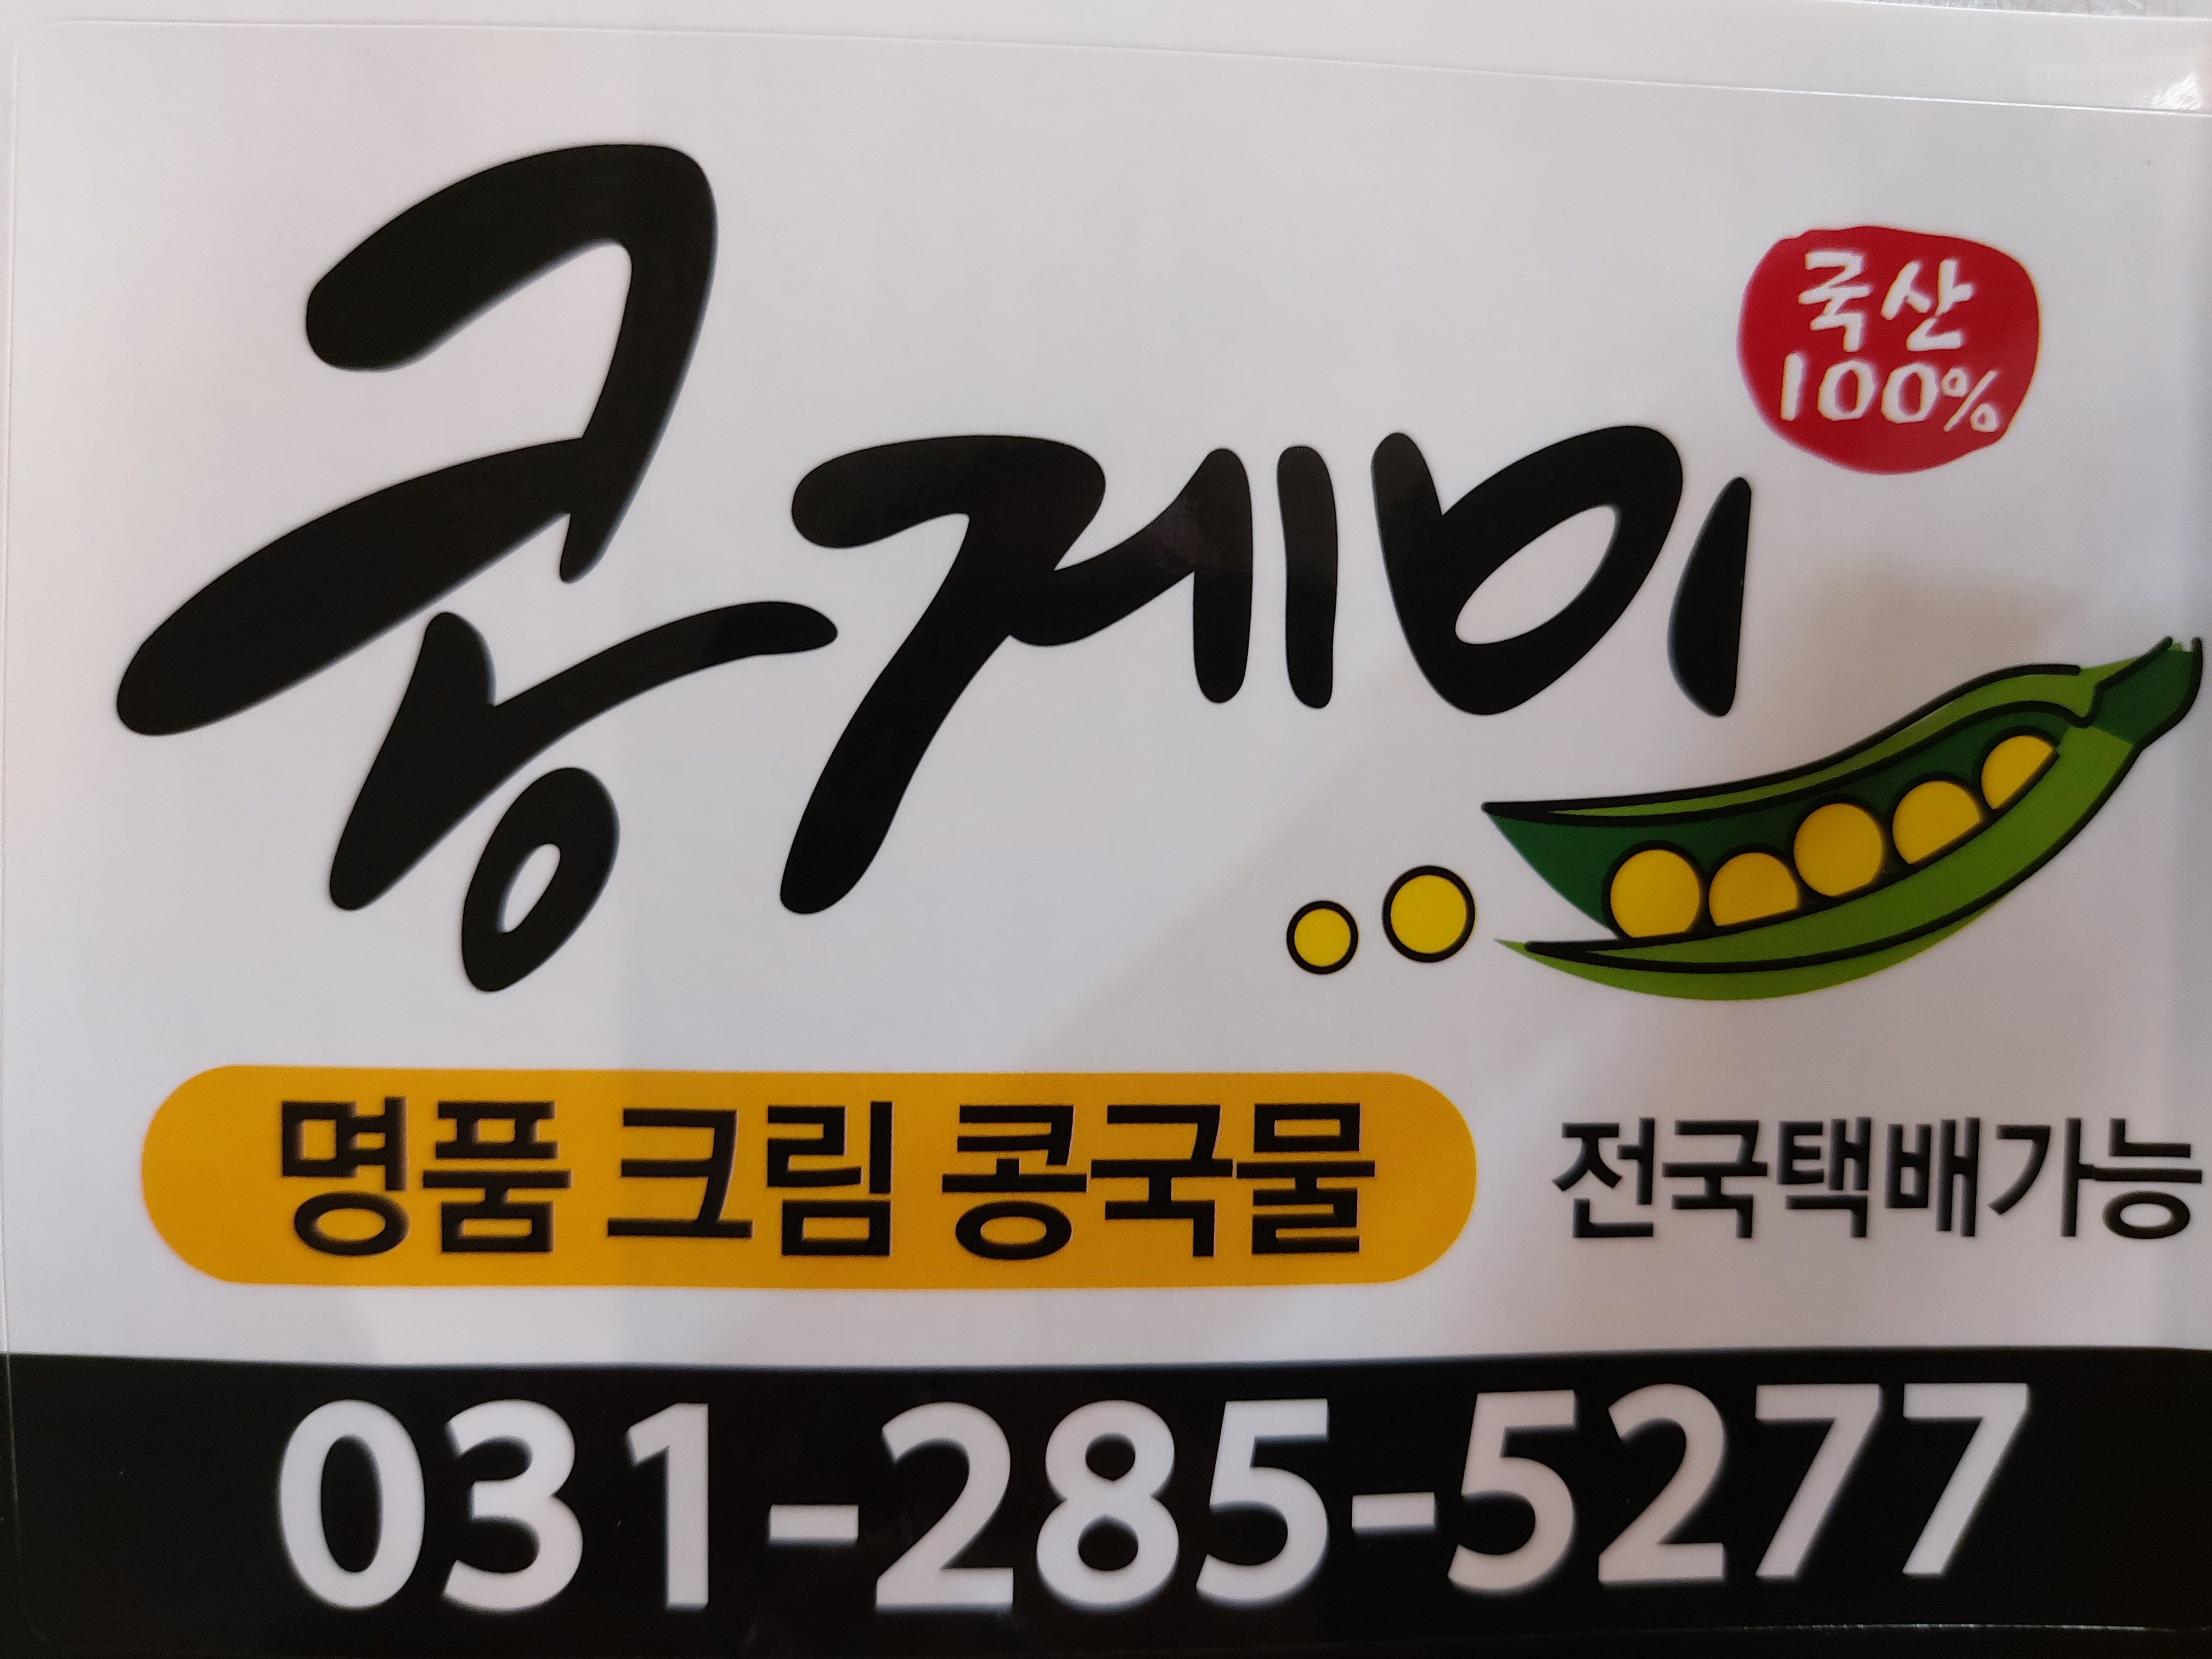 콩게미
국산
100%
명품 크림 콩국물
전국택배가능
031-285-5277